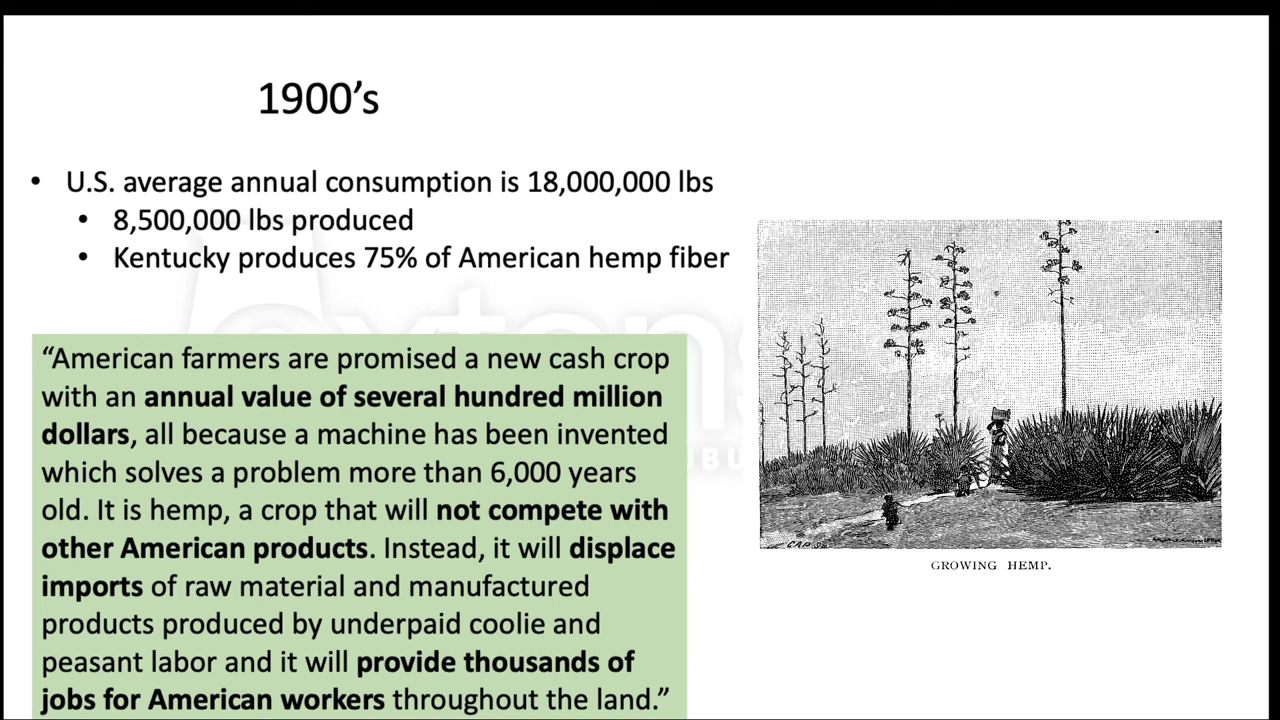 1900’s
• U.S. average annual consumption is 18,000,000 lbs
• 8,500,000 lbs produced
• Kentucky produces 75% of American hemp fiber
“American farmers are promised a new cash crop
with an annual value of several hundred million
dollars, all because a machine has been invented
which solves a problem more than 6,000 years
old. It is hemp, a crop that will not compete with
other American products. Instead, it will displace
imports of raw material and manufactured
products produced by underpaid coolie and
peasant labor and it will provide thousands of
jobs for American workers throughout the land.”
GROWING HEMP.